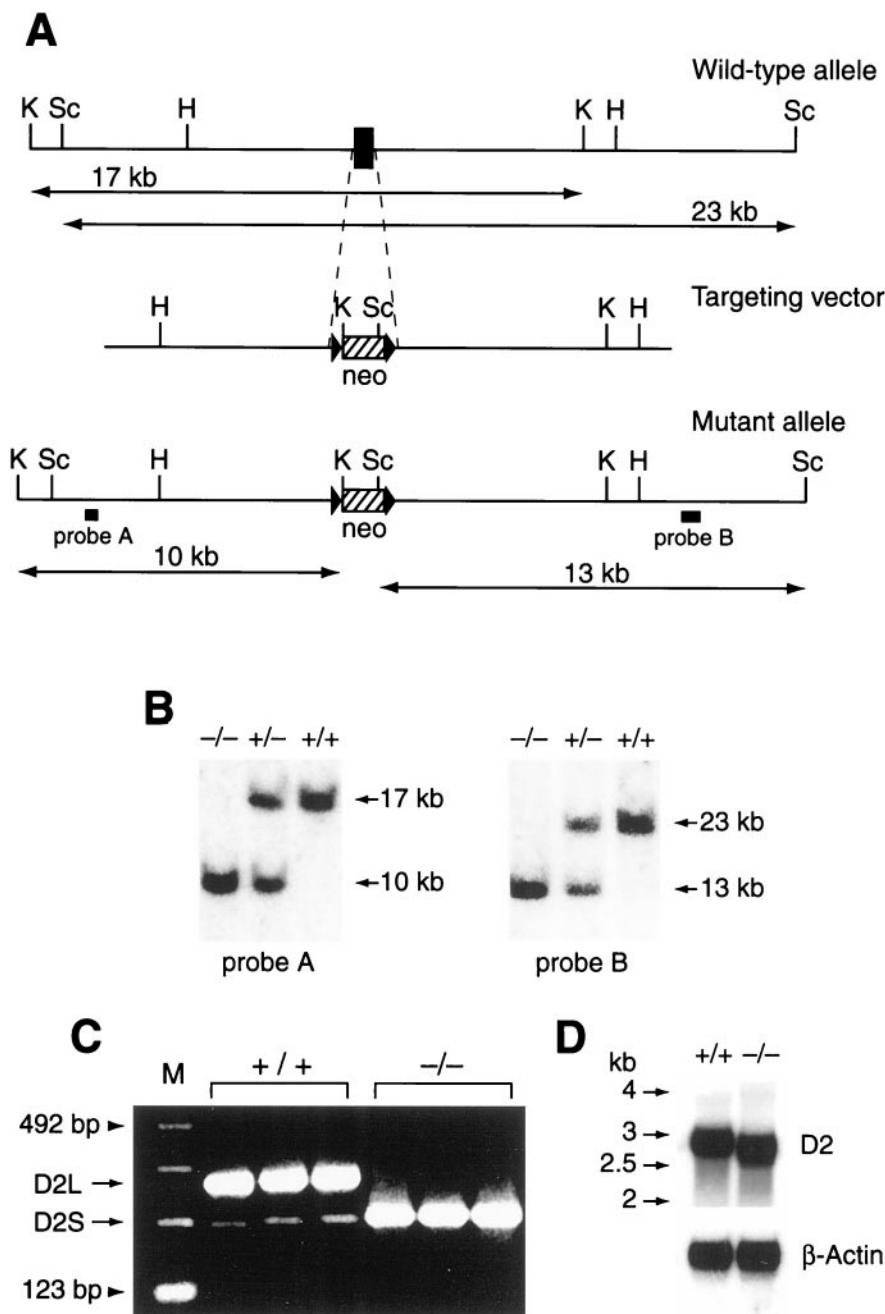 A
Wild-type allele
K Sc H K H Sc
17 kb
23 kb
Targeting vector
H K Sc K H
neo
Mutant allele
K Sc H K Sc K H Sc
neo
probe A probe B
10 kb
13 kb
B
–/– +/– +/+
17 kb
10 kb
probe A
–/– +/– +/+
23 kb
13 kb
probe B
C
M + / + –/–
492 bp
D2L
D2S
123 bp
D
kb +/+ –/–
4
3
2.5
2
D2
β-Actin